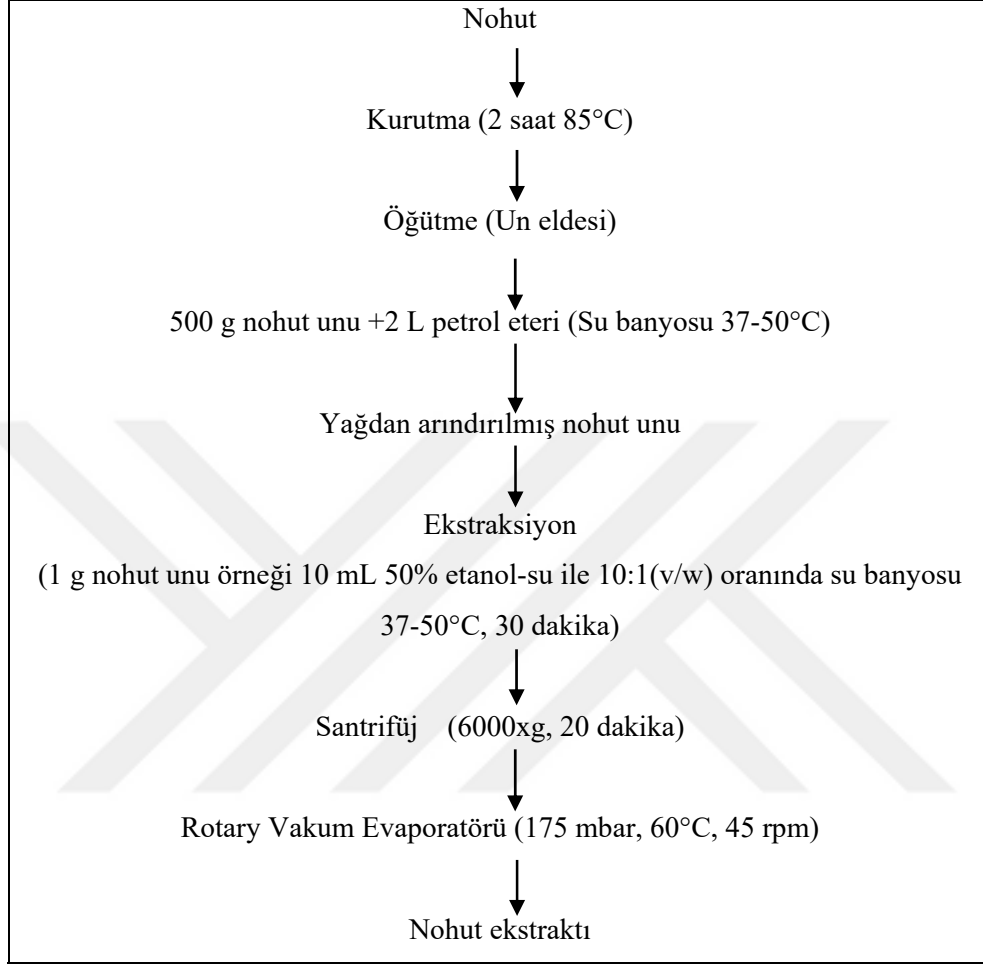 Nohut
Kurutma (2 saat 85°C)
Öğütme (Un eldesi)
500 g nohut unu +2 L petrol eteri (Su banyosu 37-50°C)
Yağdan arındırılmış nohut unu
Ekstraksiyon
(1 g nohut unu örneği 10 mL 50% etanol-su ile 10:1(v/w) oranında su banyosu
37-50°C, 30 dakika)
Santrifüj (6000xg, 20 dakika)
Rotary Vakum Evaporatörü (175 mbar, 60°C, 45 rpm)
Nohut ekstraktı